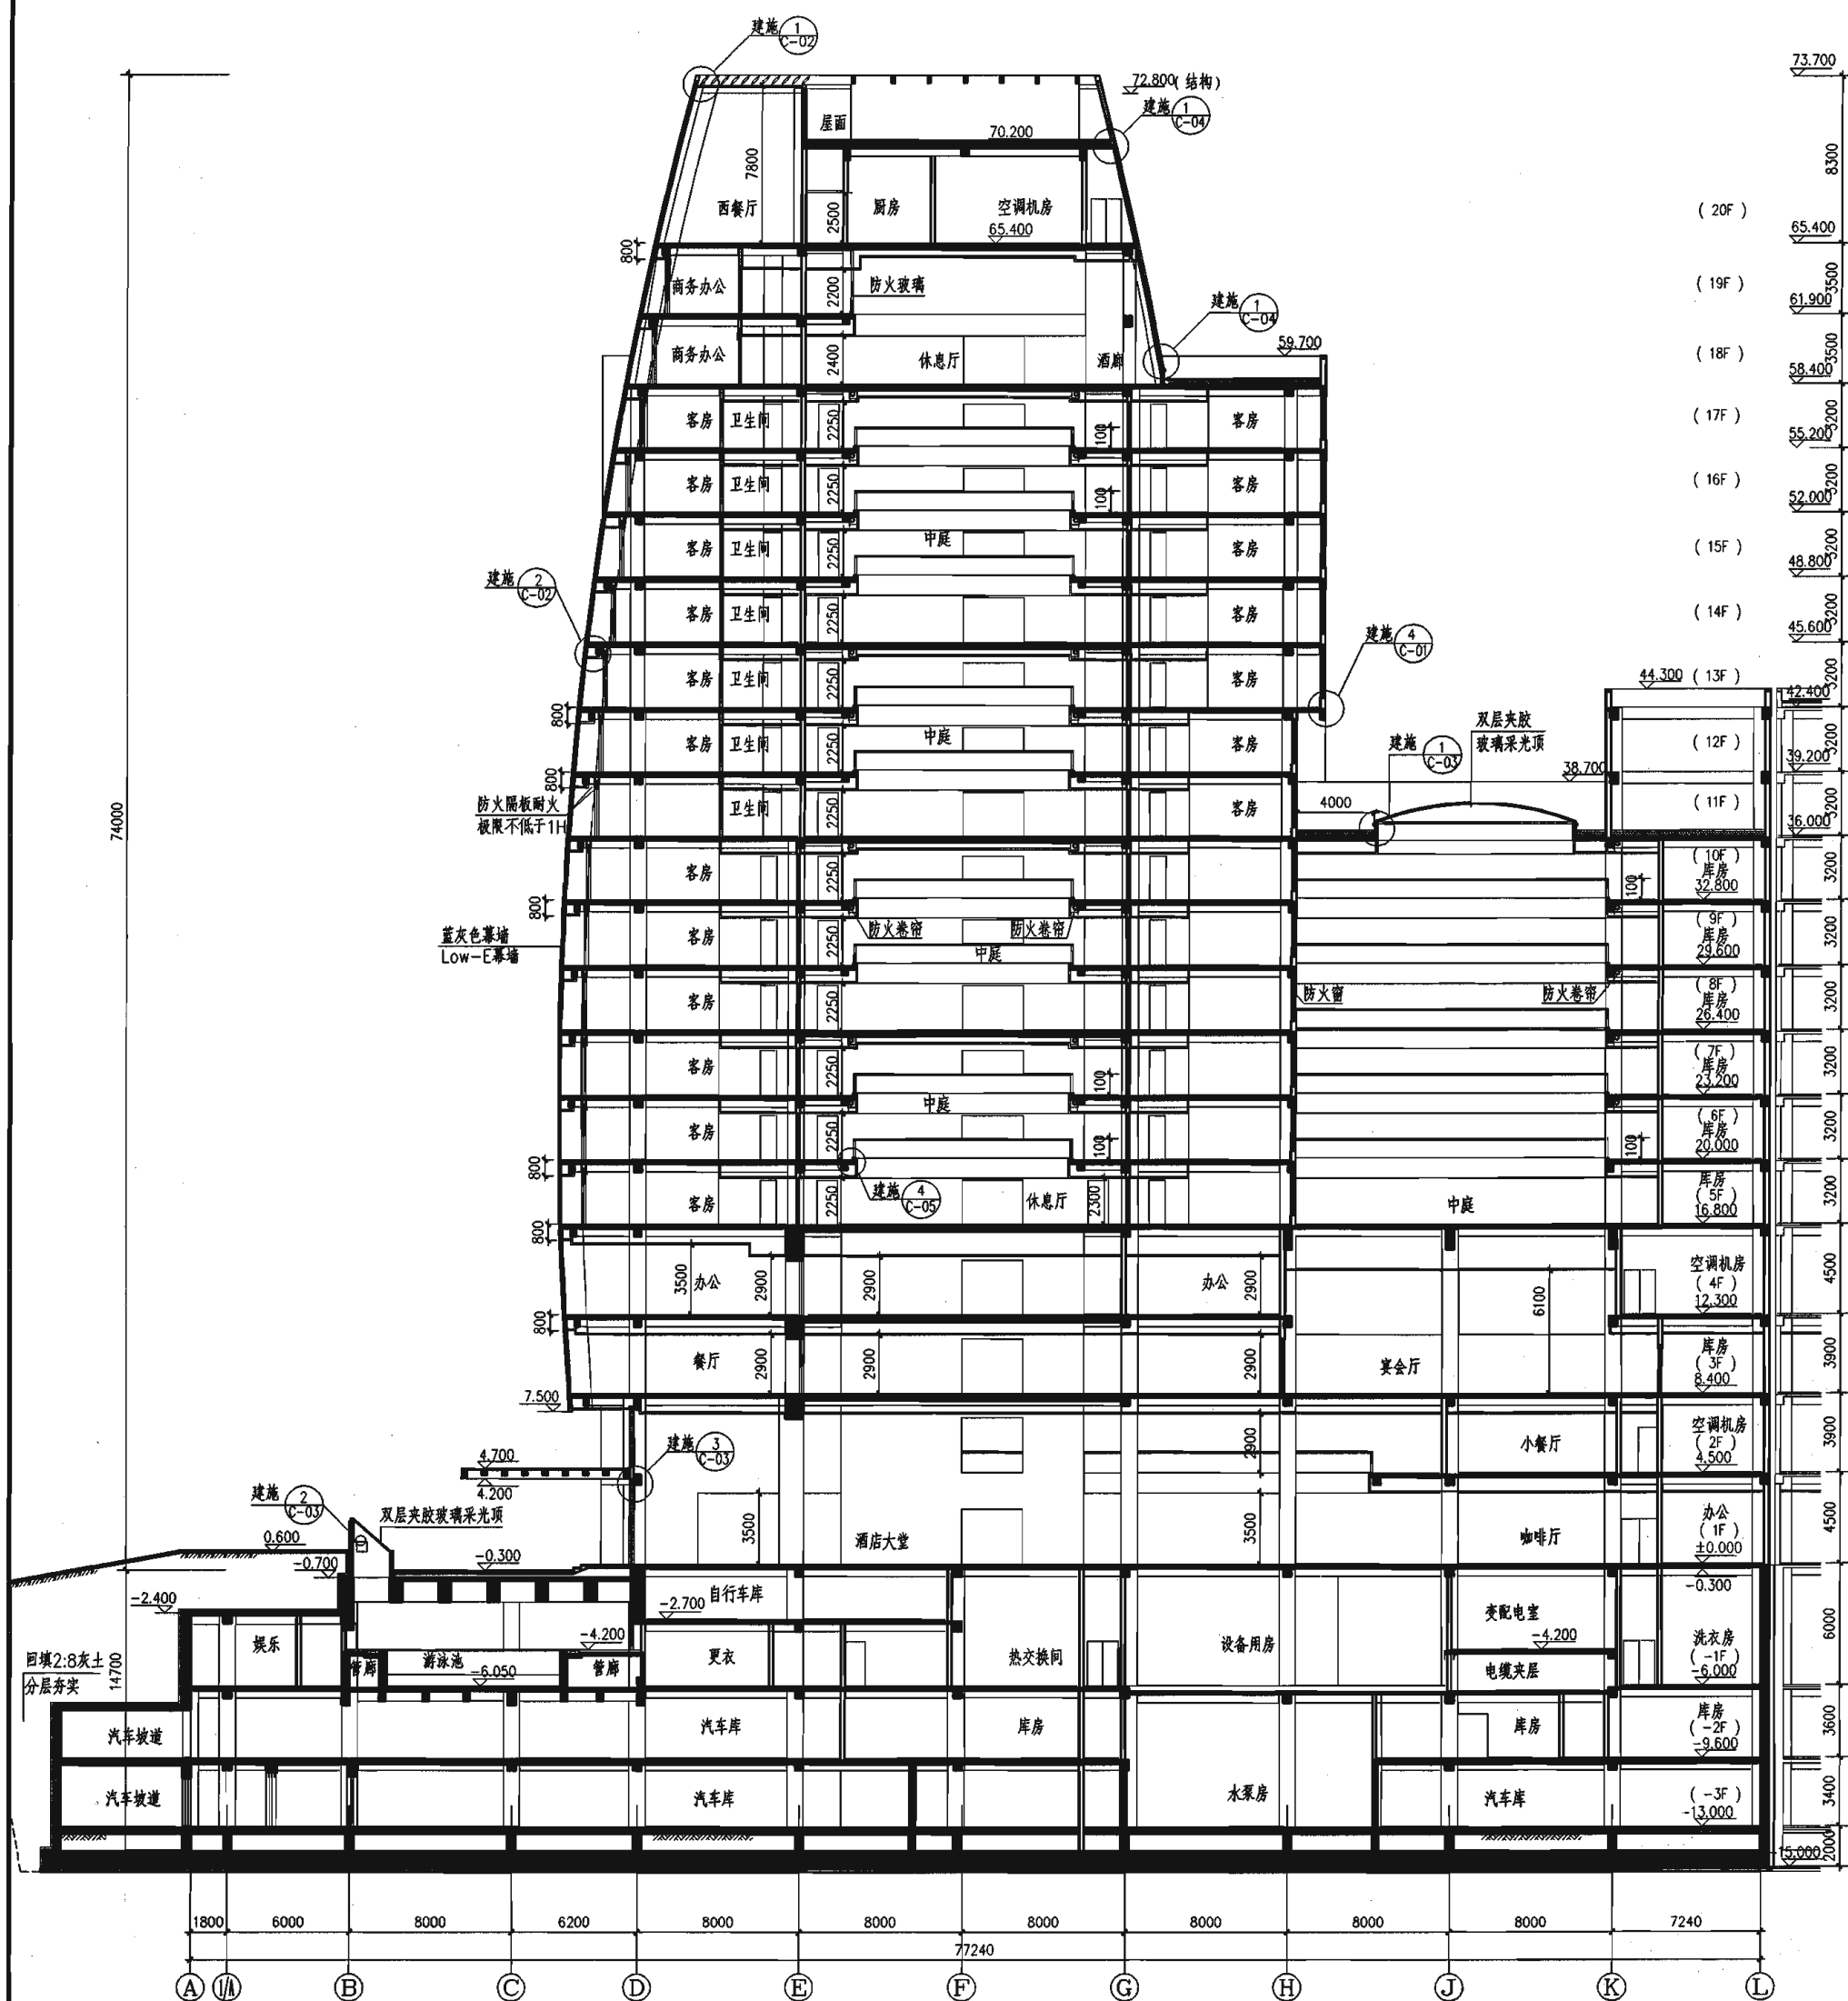 建施 1
C-02
73.700
72.800(结构)
建施 1
C-04
屋面
70.200
7800
8300
西餐厅
2500
厨房
空调机房
65.400
(20F)
65.400
800
商务办公
2200
防火玻璃
(19F)
3500
61.900
建施 1
C-04
商务办公
2400
休息厅
酒廊
59.700
(18F)
3500
58.400
客房
卫生间
2250
100
客房
(17F)
3200
55.200
客房
卫生间
2250
100
客房
(16F)
3200
52.000
客房
卫生间
2250
中庭
客房
(15F)
3200
48.800
建施 2
C-02
客房
卫生间
2250
客房
(14F)
3200
45.600
建施 4
C-01
客房
卫生间
2250
客房
44.300
(13F)
3200
42.400
800
客房
卫生间
2250
中庭
客房
建施 1
C-03
双层夹胶
玻璃采光顶
(12F)
3200
39.200
800
38.700
防火隔板耐火
极限不低于1H
卫生间
2250
客房
4000
(11F)
3200
36.000
74000
客房
2250
(10F)
库房
32.800
100
3200
800
蓝灰色幕墙
Low-E幕墙
客房
2250
防火卷帘
防火卷帘
中庭
(9F)
库房
29.600
3200
客房
2250
防火窗
防火卷帘
(8F)
库房
26.400
3200
客房
2250
100
(7F)
库房
23.200
3200
中庭
客房
2250
100
100
(6F)
库房
20.000
3200
800
建施 4
C-05
客房
2250
休息厅
2300
中庭
库房
(5F)
16.800
3200
800
3500
办公
2900
2900
办公
2900
6100
空调机房
(4F)
12.300
4500
800
餐厅
2900
2900
2900
宴会厅
库房
(3F)
8.400
3900
7.500
建施 3
C-03
2900
小餐厅
空调机房
(2F)
4.500
3900
4.700
4.200
建施 2
C-03
双层夹胶玻璃采光顶
3500
酒店大堂
3500
咖啡厅
办公
(1F)
±0.000
4500
0.600
-0.700
-0.300
-0.300
-2.400
自行车库
-2.700
变配电室
6000
娱乐
-4.200
更衣
热交换间
设备用房
-4.200
洗衣房
(-1F)
-6.000
回填2:8灰土
分层夯实
14700
管廊
游泳池
-6.050
管廊
电缆夹层
汽车坡道
汽车库
库房
库房
库房
(-2F)
-9.600
3600
汽车坡道
汽车库
水泵房
汽车库
(-3F)
-13.000
3400
-15.000
2000
1800
6000
8000
6200
8000
8000
8000
8000
8000
8000
7240
77240
A
1/A
B
C
D
E
F
G
H
J
K
L